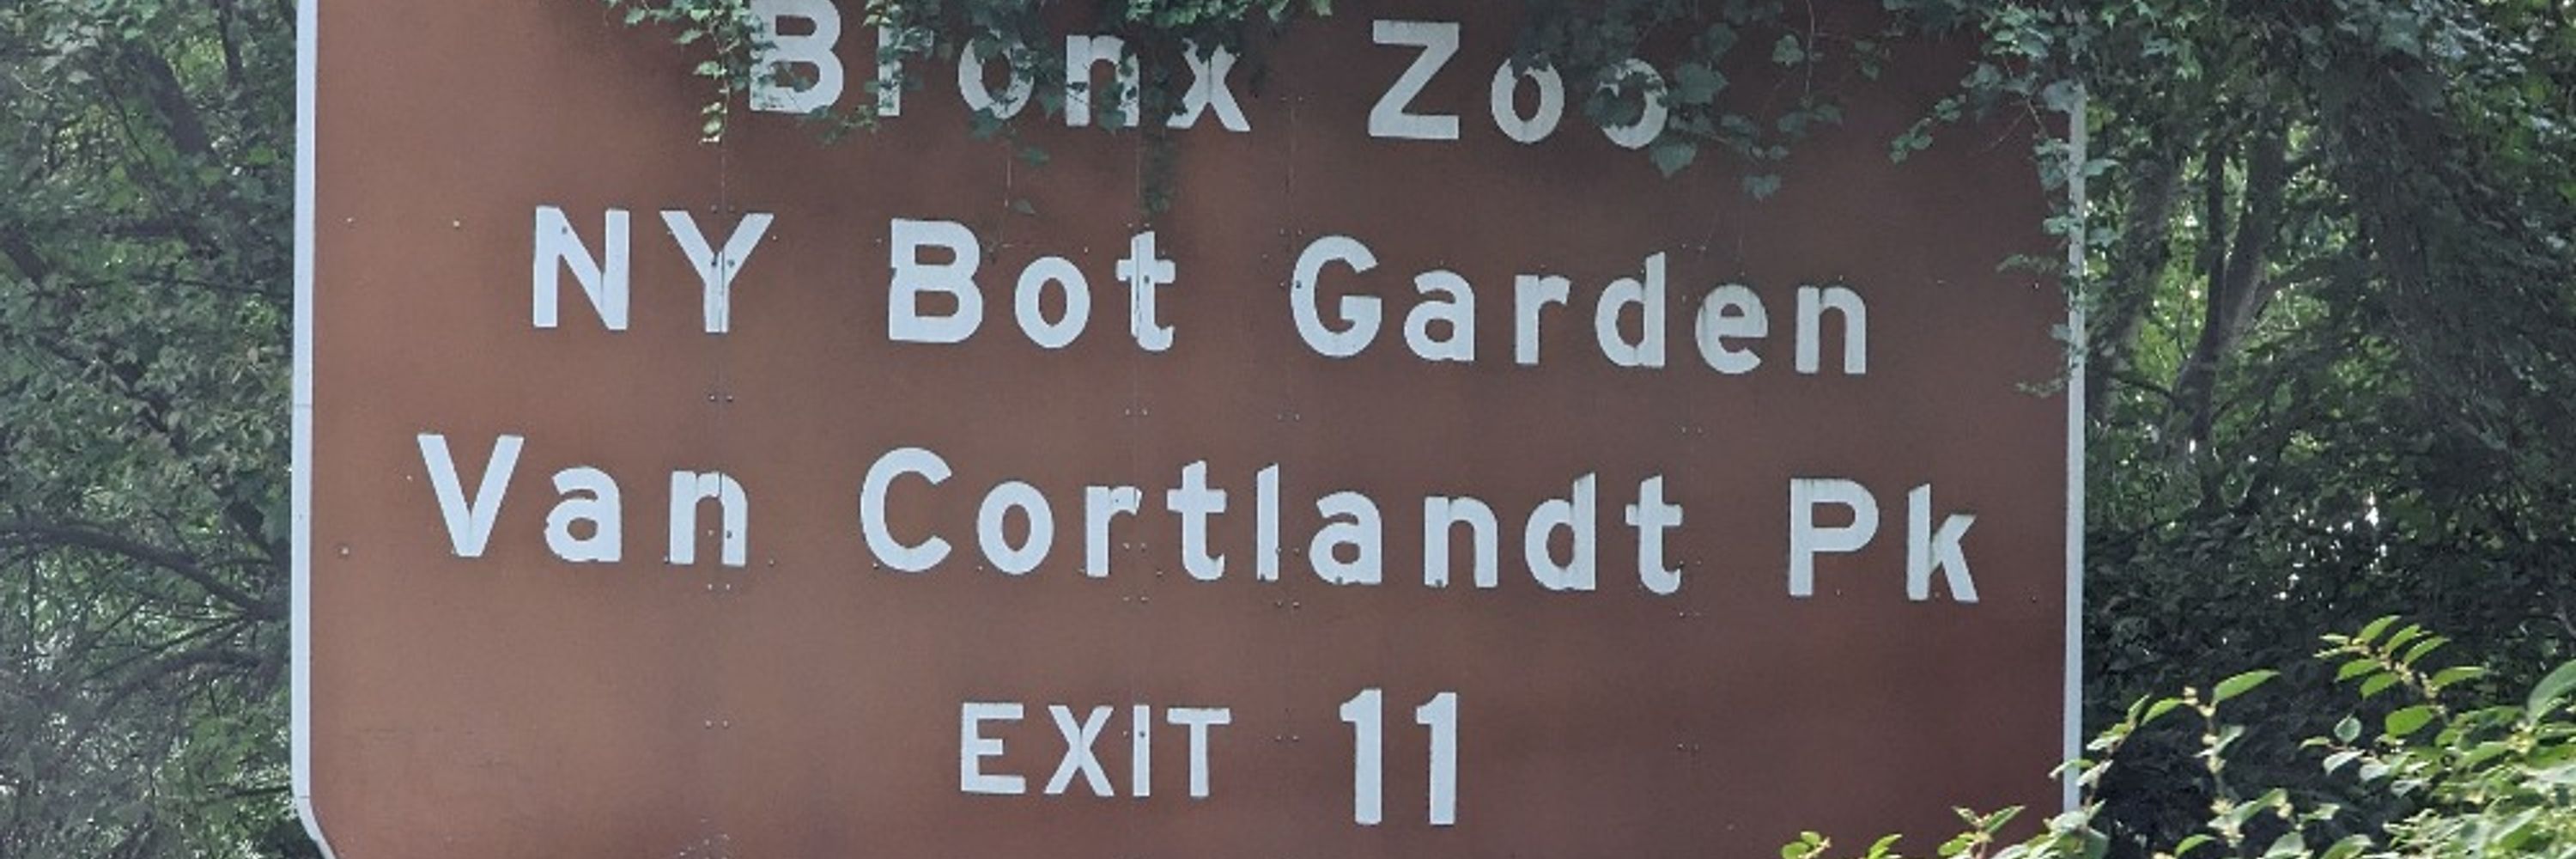 Bronx Zoo
NY Bot Garden
Van Cortlandt Pk
EXIT 11